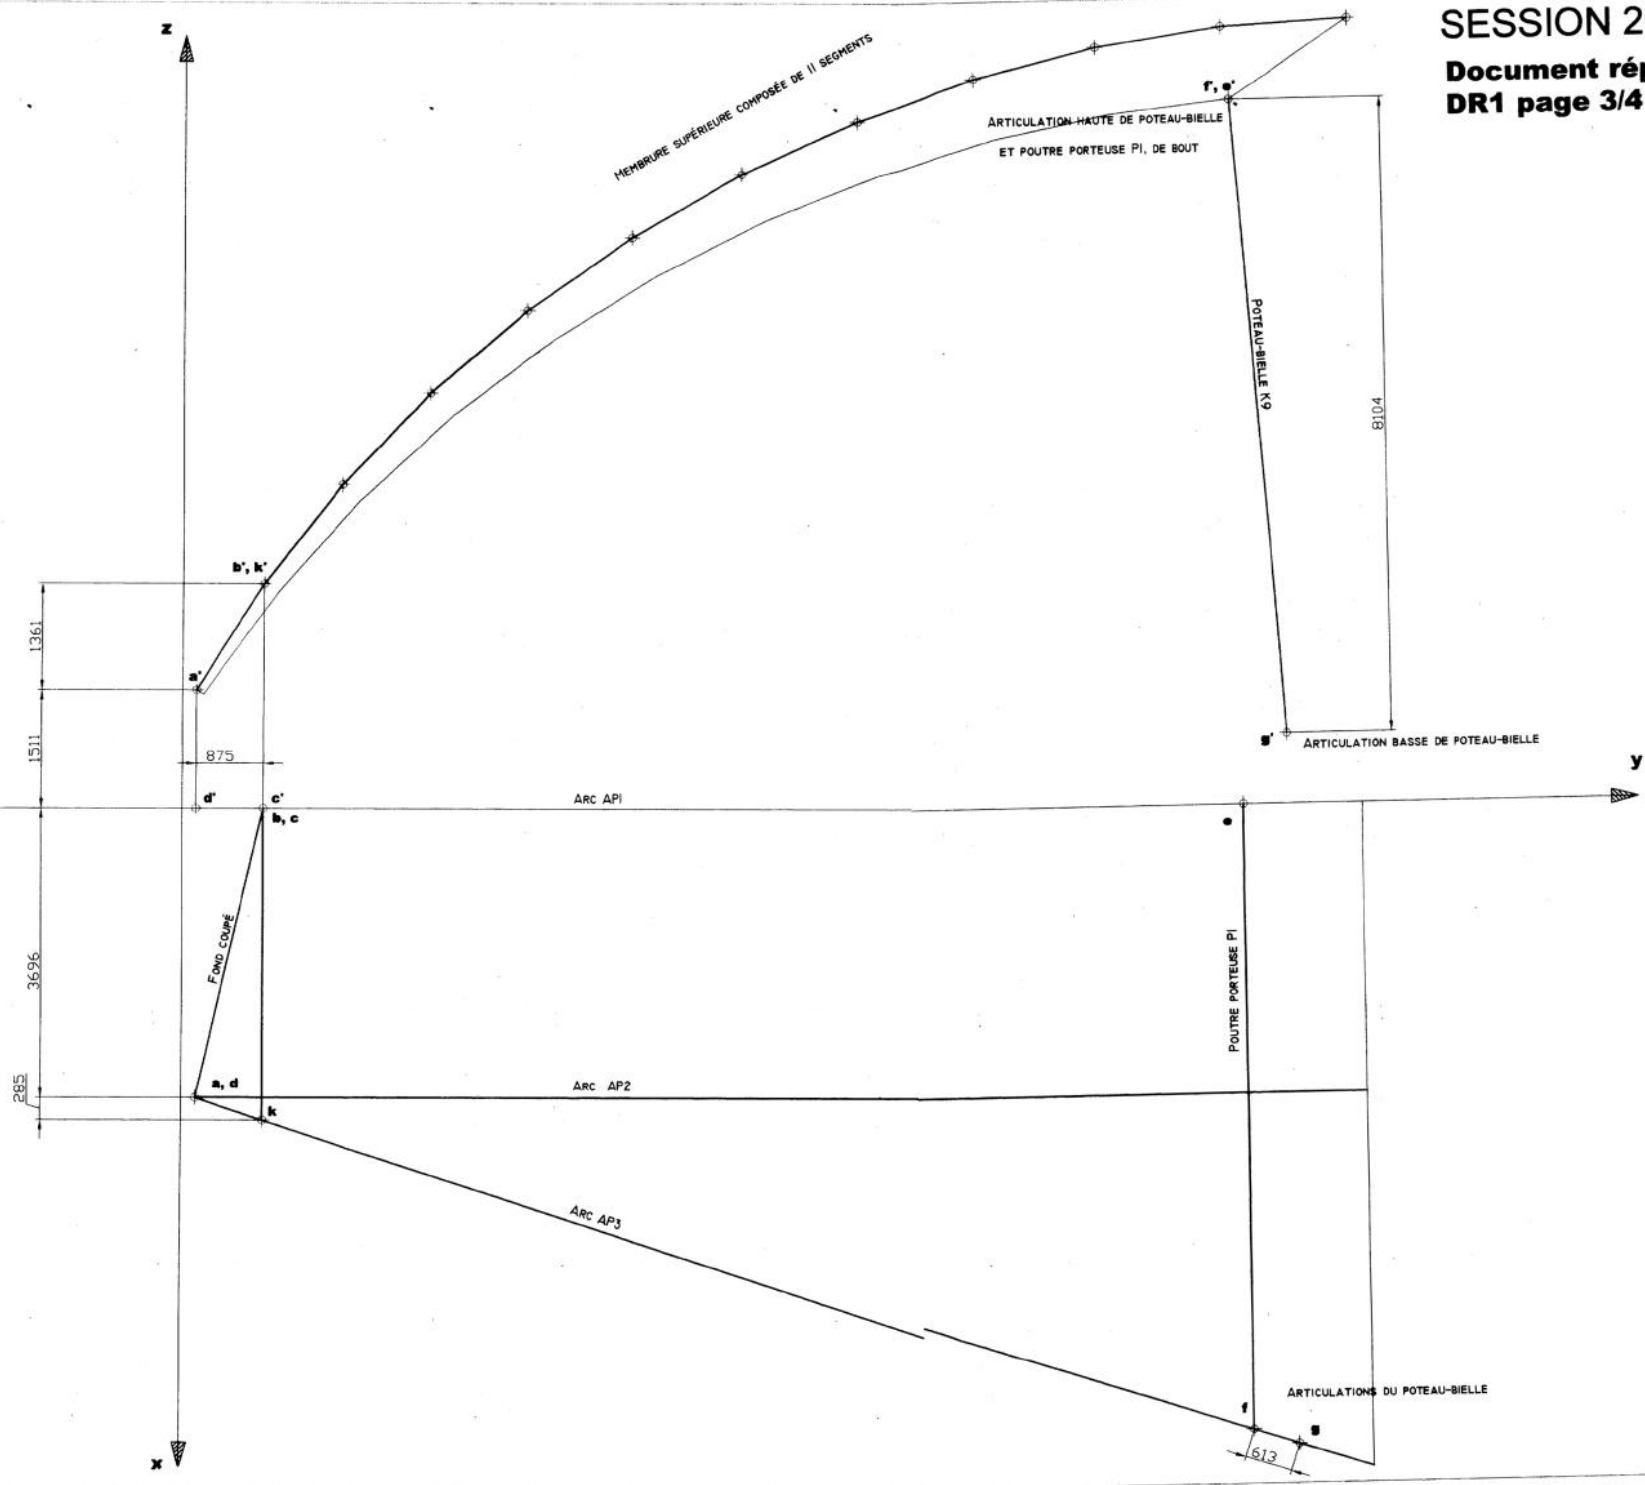 SESSION 2
Document rép
DR1 page 3/4
z
MEMBRURE SUPÉRIEURE COMPOSÉE DE 11 SEGMENTS
f', e'
ARTICULATION HAUTE DE POTEAU-BIELLE
ET POUTRE PORTEUSE P1, DE BOUT
POTEAU-BIELLE K9
8104
b', k'
1361
a'
1511
875
g'
ARTICULATION BASSE DE POTEAU-BIELLE
y
d'
c'
ARC AP1
b, c
e
FOND COUPÉ
3696
POUTRE PORTEUSE P1
285
a, d
ARC AP2
k
ARC AP3
ARTICULATIONS DU POTEAU-BIELLE
f
g
613
x